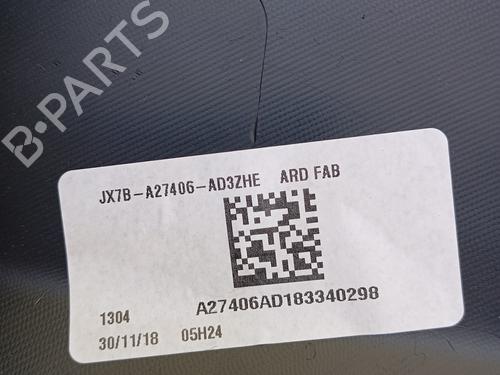 B-PARTS
JX7B-A27406-AD3ZHE ARD FAB
A27406AD183340298
1304
30/11/18 05H24